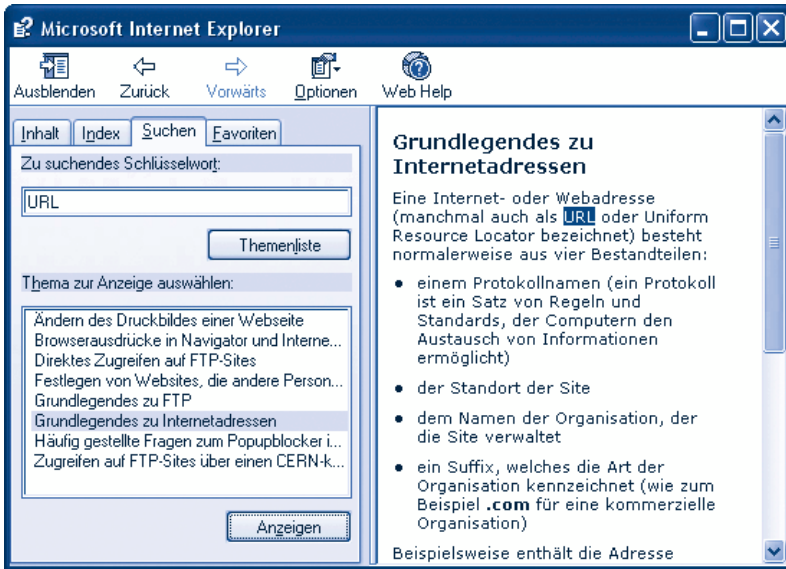 Microsoft Internet Explorer
Ausblenden Zurück Vorwärts Optionen Web Help
Inhalt Index Suchen Favoriten
Zu suchendes Schlüsselwort:
URL
Themenliste
Thema zur Anzeige auswählen:
Ändern des Druckbildes einer Webseite
Browserausdrücke in Navigator und Interne...
Direktes Zugreifen auf FTP-Sites
Festlegen von Websites, die andere Person...
Grundlegendes zu FTP
Grundlegendes zu Internetadressen
Häufig gestellte Fragen zum Popupblocker i...
Zugreifen auf FTP-Sites über einen CERN-k...
Anzeigen
Grundlegendes zu
Internetadressen
Eine Internet- oder Webadresse
(manchmal auch als URL oder Uniform
Resource Locator bezeichnet) besteht
normalerweise aus vier Bestandteilen:
• einem Protokollnamen (ein Protokoll
ist ein Satz von Regeln und
Standards, der Computern den
Austausch von Informationen
ermöglicht)
• der Standort der Site
• dem Namen der Organisation, der
die Site verwaltet
• ein Suffix, welches die Art der
Organisation kennzeichnet (wie zum
Beispiel .com für eine kommerzielle
Organisation)
Beispielsweise enthält die Adresse